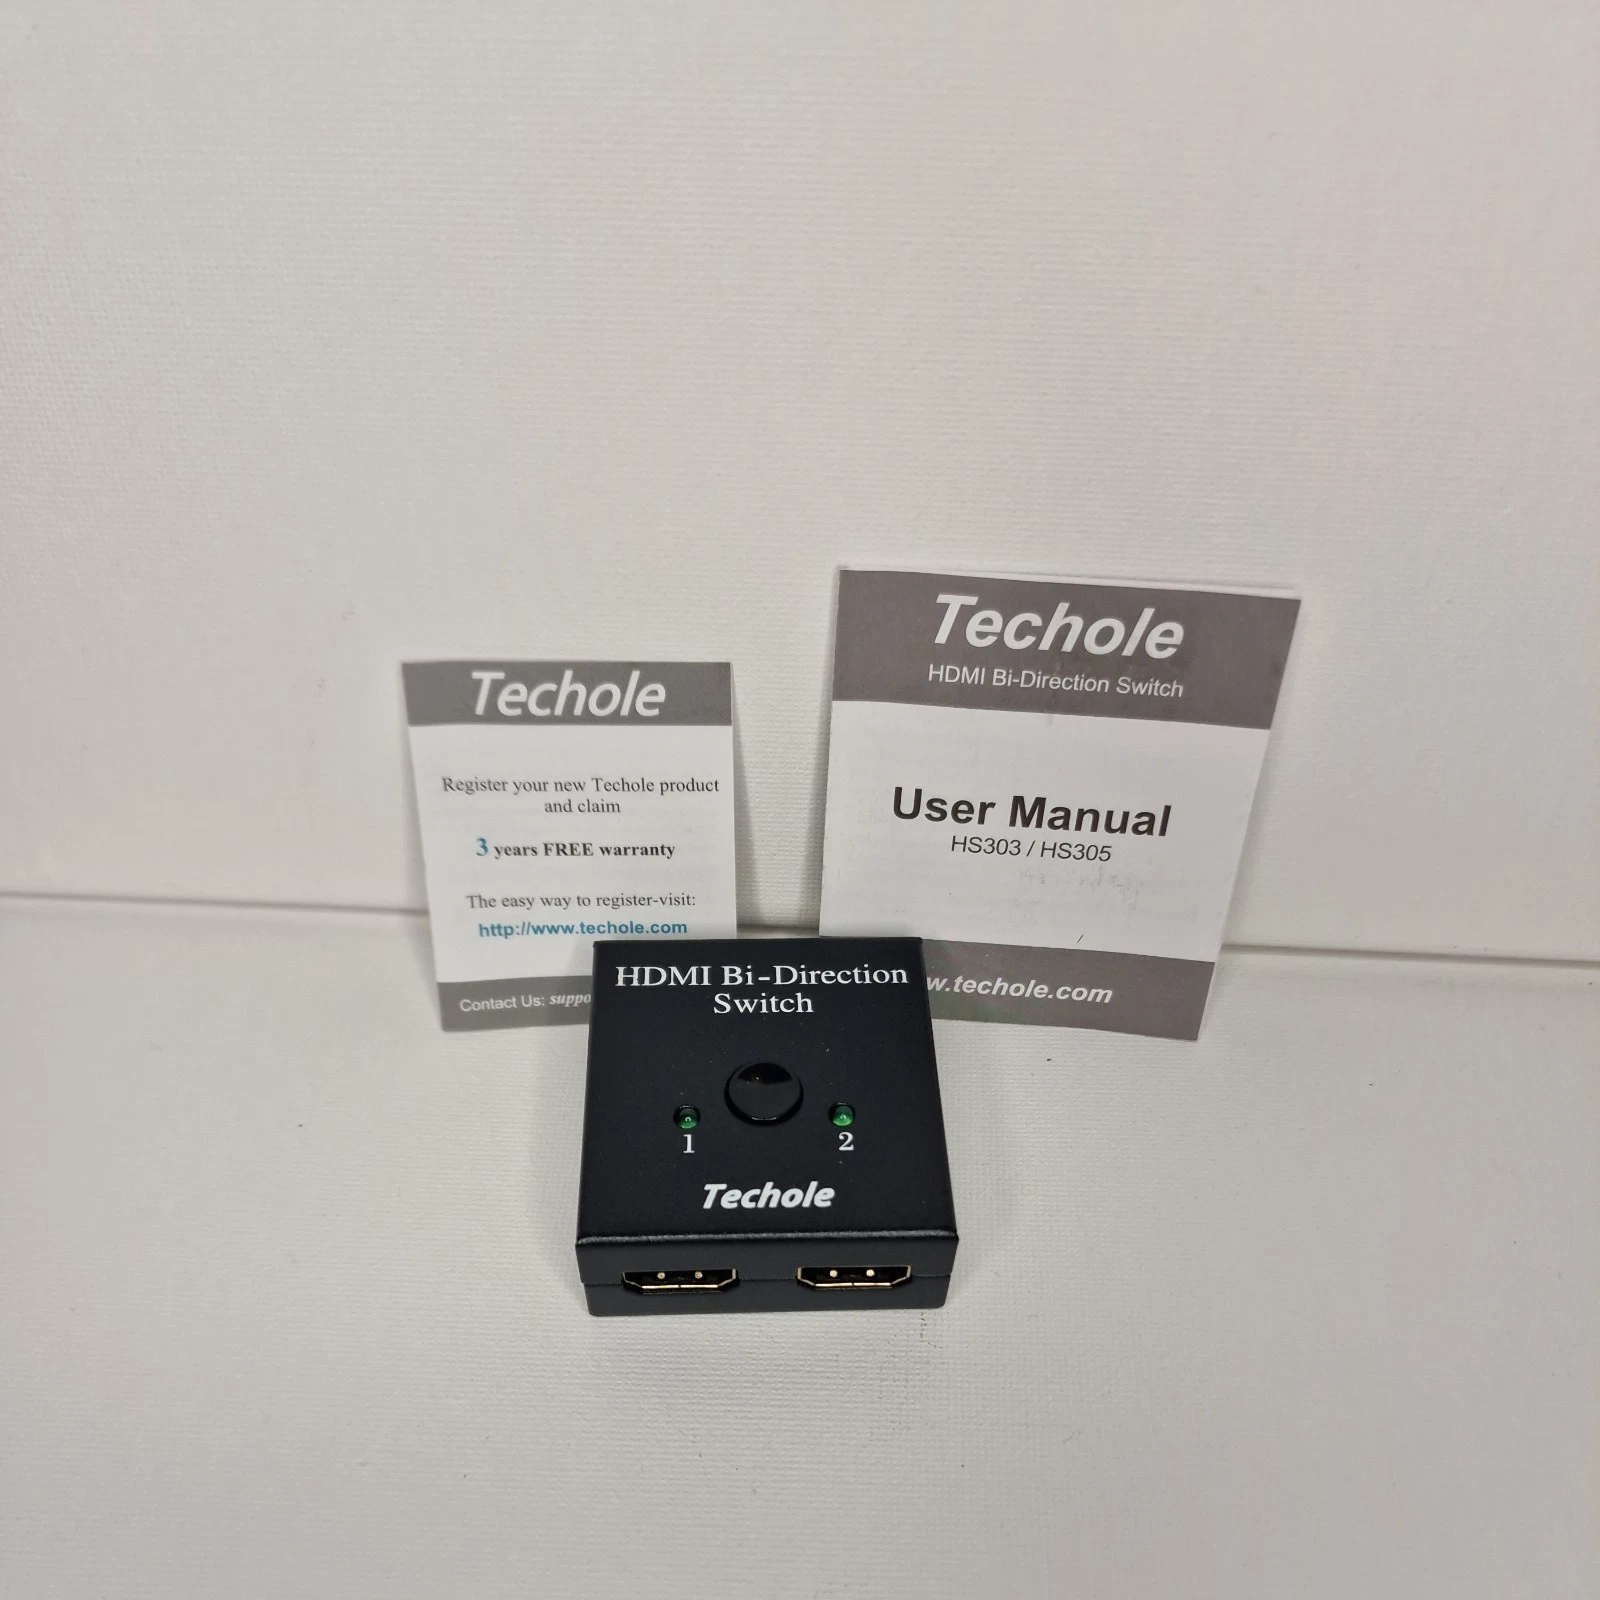 Techole
Register your new Techole product
and claim
3 years FREE warranty
The easy way to register-visit:
http://www.techole.com
Contact Us:
Techole
HDMI Bi-Direction Switch
User Manual
HS303 / HS305
w.techole.com
HDMI Bi-Direction
Switch
1
2
Techole